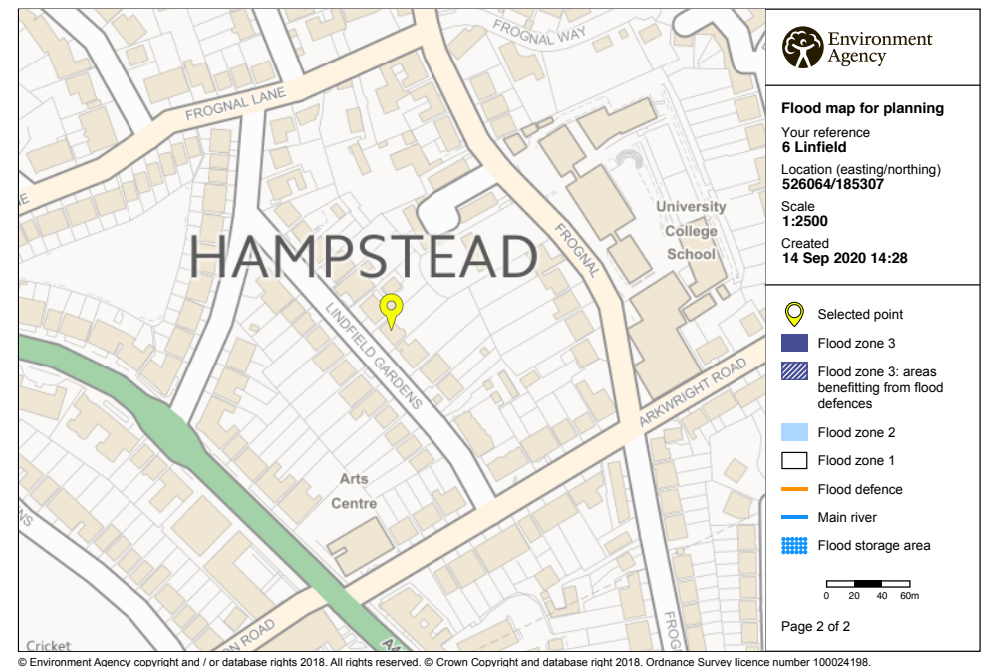 FROGNAL WAY
FROGNAL LANE
University
College
School
HAMPSTEAD
FROGNAL
LINDFIELD GARDENS
ARKWRIGHT ROAD
Arts
Centre
Cricket
ROAD
Environment
Agency
Flood map for planning
Your reference
6 Linfield
Location (easting/northing)
526064/185307
Scale
1:2500
Created
14 Sep 2020 14:28
Selected point
Flood zone 3
Flood zone 3: areas
benefitting from flood
defences
Flood zone 2
Flood zone 1
Flood defence
Main river
Flood storage area
0 20 40 60m
Page 2 of 2
© Environment Agency copyright and / or database rights 2018. All rights reserved. © Crown Copyright and database right 2018. Ordnance Survey licence number 100024198.